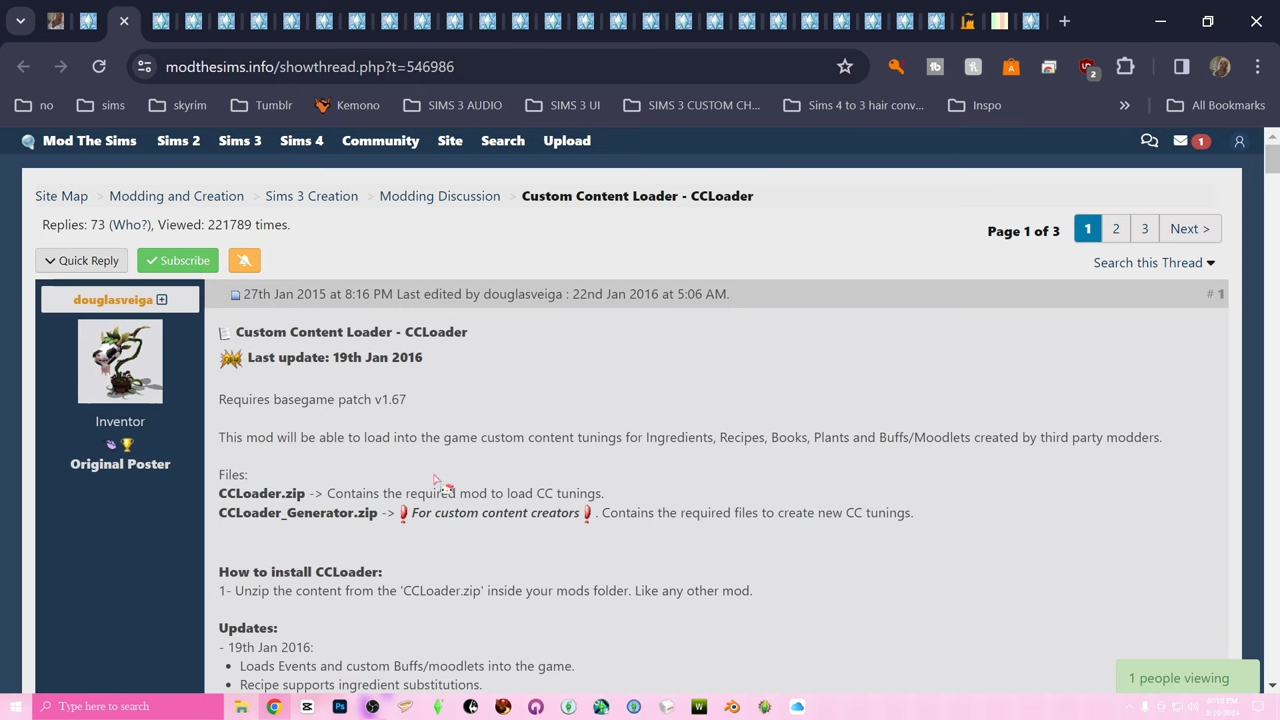 modthesims.info/showthread.php?t=546986
2
no
sims
skyrim
Tumblr
Kemono
SIMS 3 AUDIO
SIMS 3 UI
SIMS 3 CUSTOM CH...
Sims 4 to 3 hair conv...
Inspo
All Bookmarks
Mod The Sims Sims 2 Sims 3 Sims 4 Community Site Search Upload 1
Site Map > Modding and Creation > Sims 3 Creation > Modding Discussion > Custom Content Loader - CCLoader
Replies: 73 (Who?), Viewed: 221789 times.
Page 1 of 3 1 2 3 Next >
Quick Reply Subscribe
Search this Thread
douglasveiga
27th Jan 2015 at 8:16 PM Last edited by douglasveiga : 22nd Jan 2016 at 5:06 AM.
# 1
Inventor
Original Poster
Custom Content Loader - CCLoader
Last update: 19th Jan 2016
Requires basegame patch v1.67
This mod will be able to load into the game custom content tunings for Ingredients, Recipes, Books, Plants and Buffs/Moodlets created by third party modders.
Files:
CCLoader.zip -> Contains the required mod to load CC tunings.
CCLoader_Generator.zip -> For custom content creators . Contains the required files to create new CC tunings.
How to install CCLoader:
1- Unzip the content from the 'CCLoader.zip' inside your mods folder. Like any other mod.
Updates:
- 19th Jan 2016:
• Loads Events and custom Buffs/moodlets into the game.
• Recipe supports ingredient substitutions.
1 people viewing
Type here to search